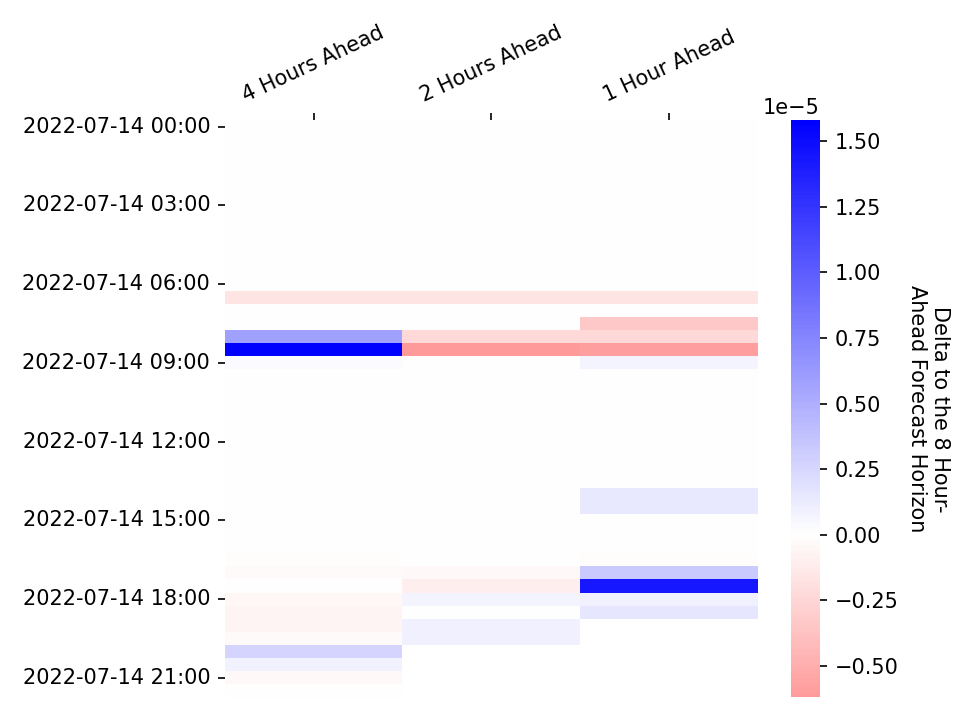 4 Hours Ahead
2 Hours Ahead
1 Hour Ahead
2022-07-14 00:00
2022-07-14 03:00
2022-07-14 06:00
2022-07-14 09:00
2022-07-14 12:00
2022-07-14 15:00
2022-07-14 18:00
2022-07-14 21:00
1e−5
1.50
1.25
1.00
0.75
0.50
0.25
0.00
−0.25
−0.50
Delta to the 8 Hour-
Ahead Forecast Horizon